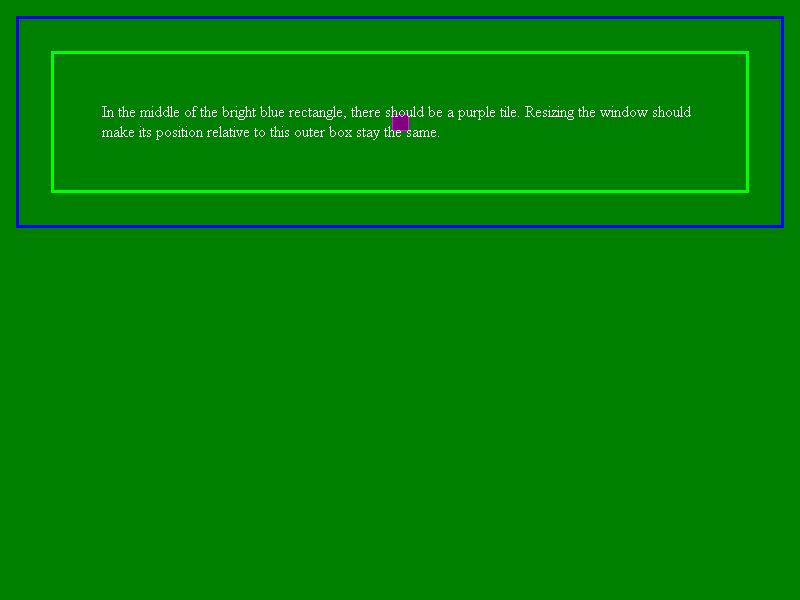 In the middle of the bright blue rectangle, there should be a purple tile. Resizing the window should
make its position relative to this outer box stay the same.